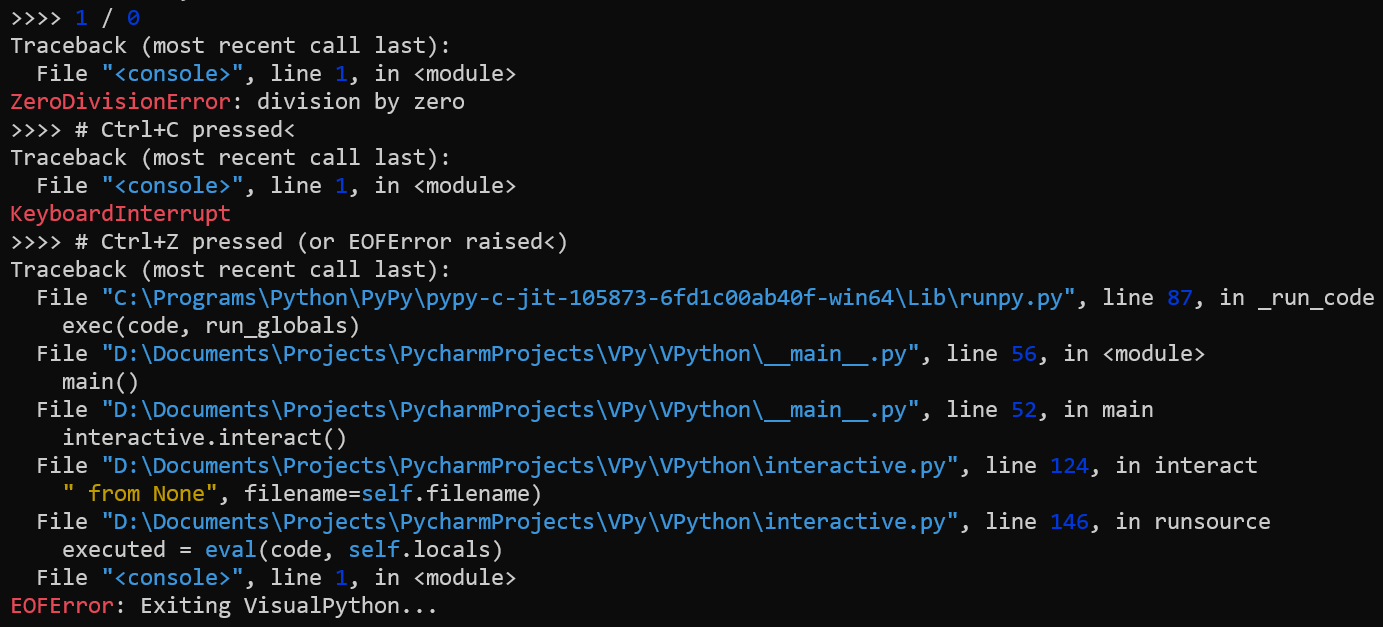 >>>> 1 / 0
Traceback (most recent call last):
  File "<console>", line 1, in <module>
ZeroDivisionError: division by zero
>>>> # Ctrl+C pressed<
Traceback (most recent call last):
  File "<console>", line 1, in <module>
KeyboardInterrupt
>>>> # Ctrl+Z pressed (or EOFError raised<)
Traceback (most recent call last):
  File "C:\Programs\Python\PyPy\pypy-c-jit-105873-6fd1c00ab40f-win64\Lib\runpy.py", line 87, in _run_code
    exec(code, run_globals)
  File "D:\Documents\Projects\PycharmProjects\VPy\VPython\__main__.py", line 56, in <module>
    main()
  File "D:\Documents\Projects\PycharmProjects\VPy\VPython\__main__.py", line 52, in main
    interactive.interact()
  File "D:\Documents\Projects\PycharmProjects\VPy\VPython\interactive.py", line 124, in interact
    " from None", filename=self.filename)
  File "D:\Documents\Projects\PycharmProjects\VPy\VPython\interactive.py", line 146, in runsource
    executed = eval(code, self.locals)
  File "<console>", line 1, in <module>
EOFError: Exiting VisualPython...